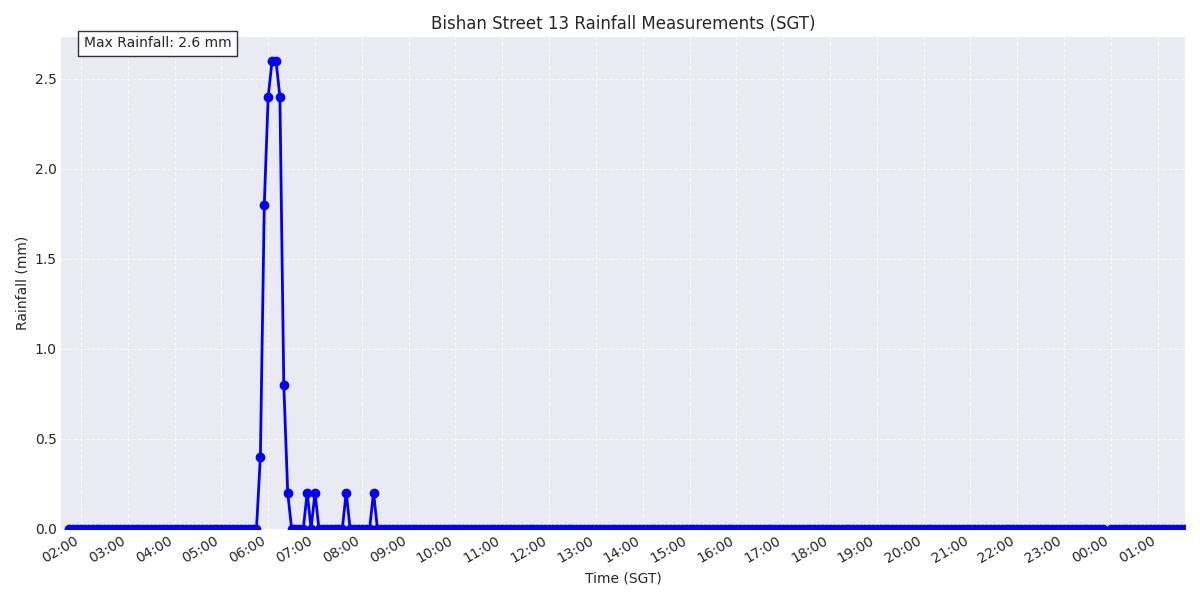 Bishan Street 13 Rainfall Measurements (SGT)
Max Rainfall: 2.6 mm
2.5
2.0
1.5
1.0
0.5
0.0
Rainfall (mm)
02:00 03:00 04:00 05:00 06:00 07:00 08:00 09:00 10:00 11:00 12:00 13:00 14:00 15:00 16:00 17:00 18:00 19:00 20:00 21:00 22:00 23:00 00:00 01:00
Time (SGT)